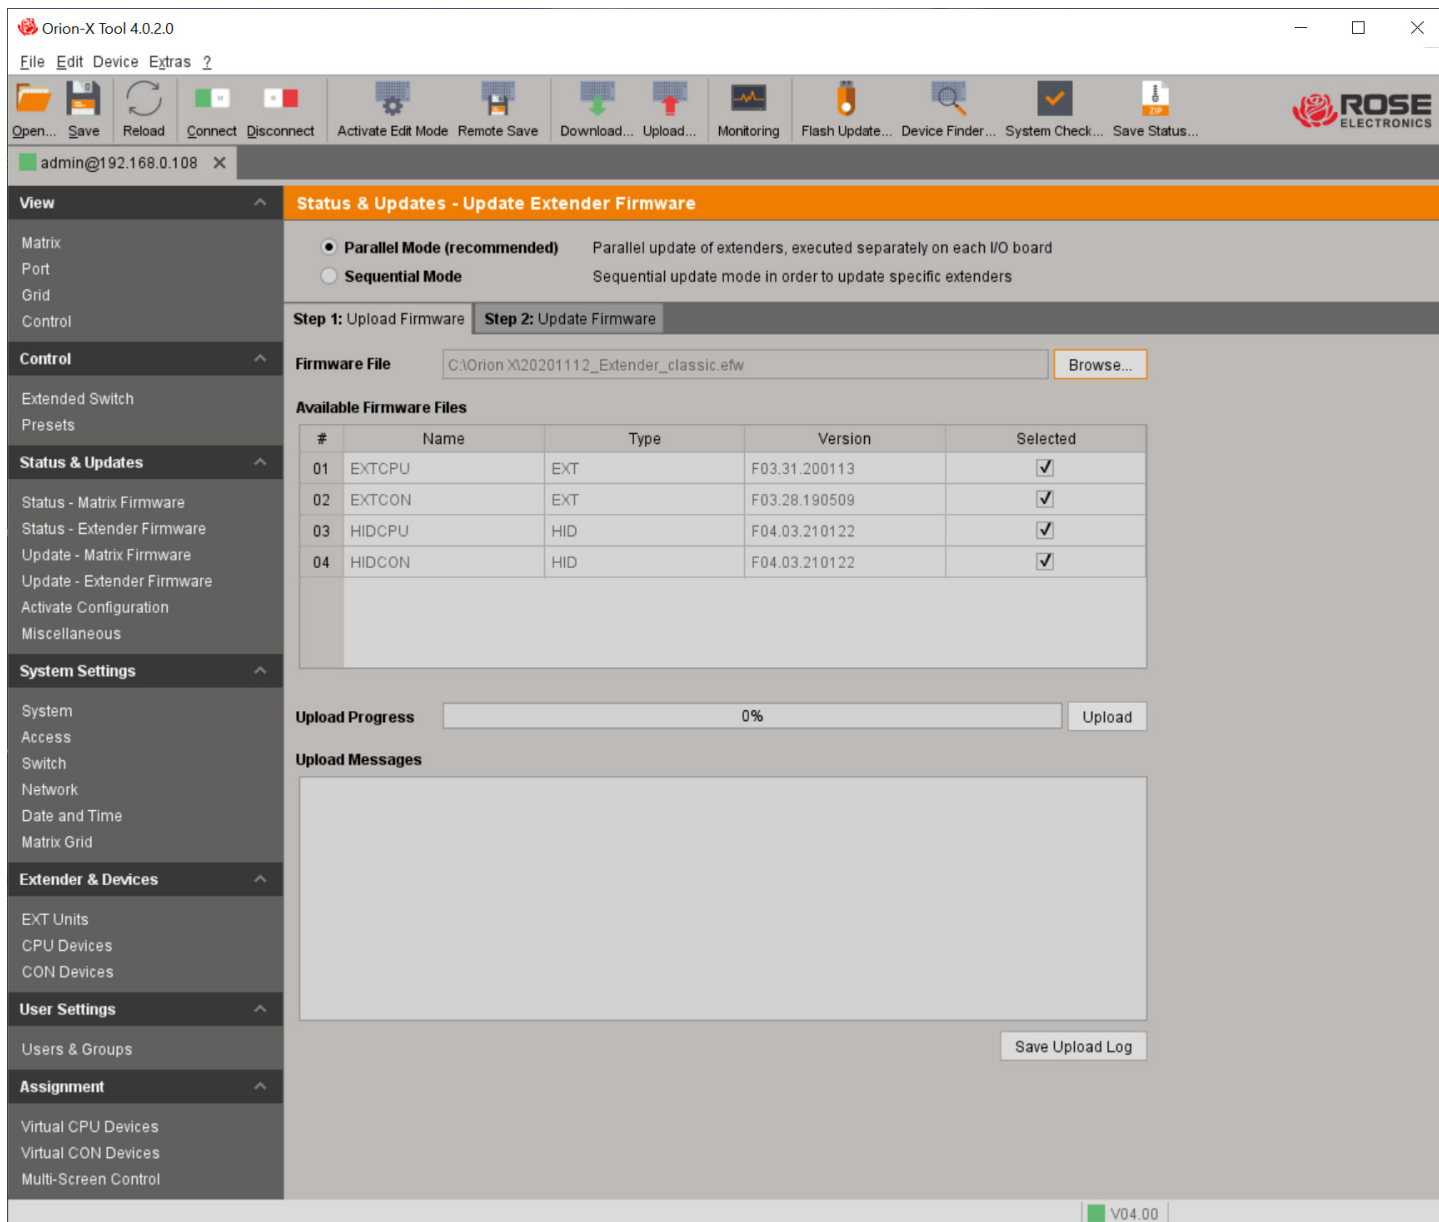 Orion-X Tool 4.0.2.0
File Edit Device Extras ?
Open... Save Reload Connect Disconnect Activate Edit Mode Remote Save Download... Upload... Monitoring Flash Update... Device Finder... System Check... Save Status...
ZIP
ROSE
ELECTRONICS
admin@192.168.0.108
View
Matrix
Port
Grid
Control
Control
Extended Switch
Presets
Status & Updates
Status - Matrix Firmware
Status - Extender Firmware
Update - Matrix Firmware
Update - Extender Firmware
Activate Configuration
Miscellaneous
System Settings
System
Access
Switch
Network
Date and Time
Matrix Grid
Extender & Devices
EXT Units
CPU Devices
CON Devices
User Settings
Users & Groups
Assignment
Virtual CPU Devices
Virtual CON Devices
Multi-Screen Control
Status & Updates - Update Extender Firmware
Parallel Mode (recommended) Parallel update of extenders, executed separately on each I/O board
Sequential Mode Sequential update mode in order to update specific extenders
Step 1: Upload Firmware Step 2: Update Firmware
Firmware File C:\Orion X\20201112_Extender_classic.efw Browse...
Available Firmware Files
# Name Type Version Selected
01 EXTCPU EXT F03.31.200113
02 EXTCON EXT F03.28.190509
03 HIDCPU HID F04.03.210122
04 HIDCON HID F04.03.210122
Upload Progress 0% Upload
Upload Messages
Save Upload Log
V04.00